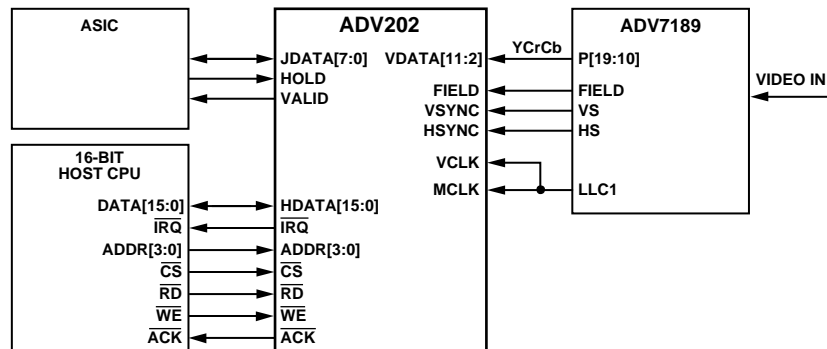 ASIC
ADV202
ADV7189
JDATA[7:0]
HOLD
VALID
VDATA[11:2]
YCrCb
P[19:10]
FIELD
FIELD
VSYNC
VS
HSYNC
HS
VIDEO IN
VCLK
MCLK
LLC1
16-BIT
HOST CPU
DATA[15:0]
HDATA[15:0]
IRQ
IRQ
ADDR[3:0]
ADDR[3:0]
CS
CS
RD
RD
WE
WE
ACK
ACK